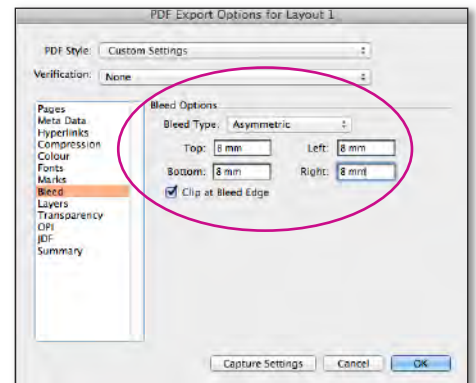 PDF Export Options for Layout 1
PDF Style: Custom Settings
Verification: None
Pages
Meta Data
Hyperlinks
Compression
Colour
Fonts
Marks
Bleed
Layers
Transparency
OPI
JDF
Summary
Bleed Options
Bleed Type: Asymmetric
Top: 8 mm Left: 8 mm
Bottom: 8 mm Right: 8 mm
Clip at Bleed Edge
Capture Settings Cancel OK